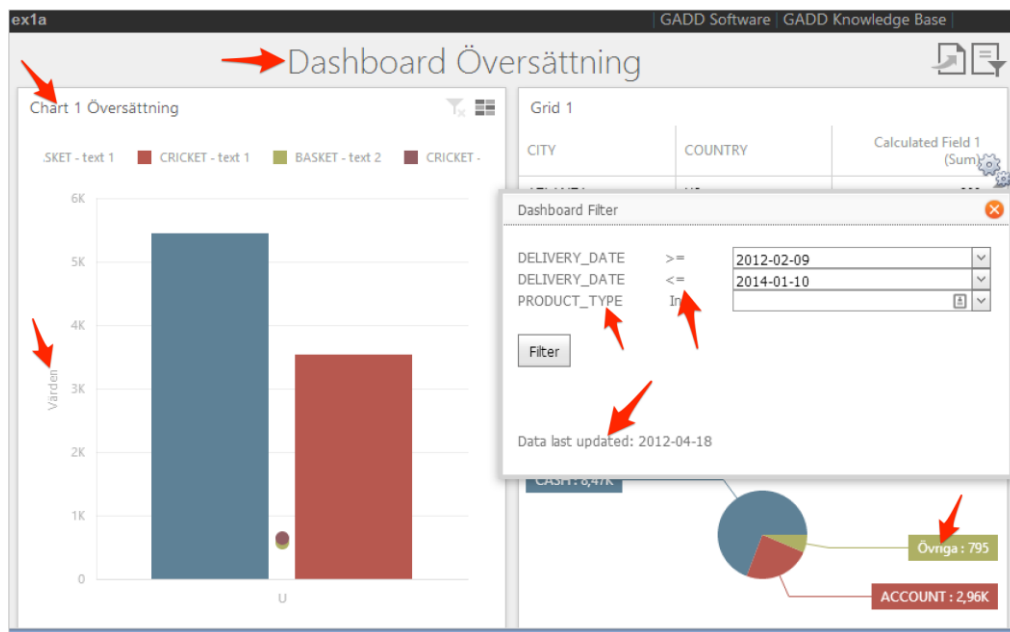 ex1a
GADD Software | GADD Knowledge Base
Dashboard Översättning
Chart 1 Översättning
SKET - text 1 CRICKET - text 1 BASKET - text 2 CRICKET -
6K
5K
4K
3K
2K
1K
0
Värden
U
Grid 1
CITY COUNTRY Calculated Field 1
(Sum)
Dashboard Filter
DELIVERY_DATE >= 2012-02-09
DELIVERY_DATE <= 2014-01-10
PRODUCT_TYPE In
Filter
Data last updated: 2012-04-18
CASH : 8,47K
Övriga : 795
ACCOUNT : 2,96K